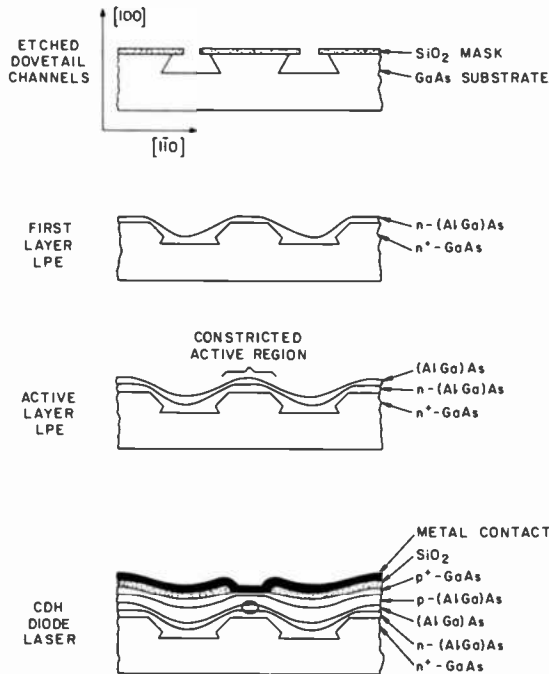 [100]
ETCHED
DOVETAIL
CHANNELS
SiO₂ MASK
GaAs SUBSTRATE
[11̄0]
FIRST
LAYER
LPE
n-(AlGa)As
n⁺-GaAs
CONSTRICTED
ACTIVE REGION
ACTIVE
LAYER
LPE
(AlGa)As
n-(AlGa)As
n⁺-GaAs
CDH
DIODE
LASER
METAL CONTACT
SiO₂
p⁺-GaAs
p-(AlGa)As
(AlGa)As
n-(AlGa)As
n⁺-GaAs